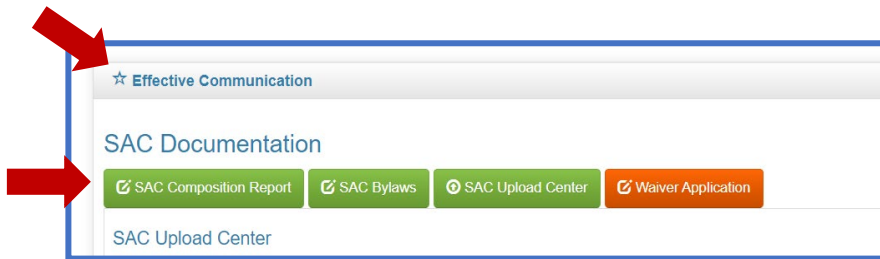 Effective Communication
SAC Documentation
SAC Composition Report SAC Bylaws SAC Upload Center Waiver Application
SAC Upload Center